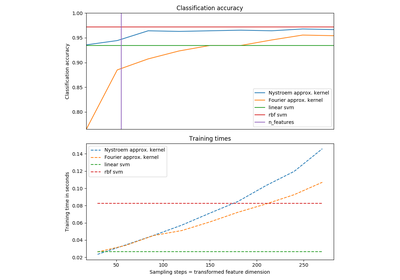 Classification accuracy
1.00
0.95
0.90
0.85
0.80
Classification accuracy
Nystroem approx. kernel
Fourier approx. kernel
linear svm
rbf svm
n_features
Training times
0.14
0.12
0.10
0.08
0.06
0.04
0.02
Training time in seconds
Nystroem approx. kernel
Fourier approx. kernel
linear svm
rbf svm
50
100
150
200
250
Sampling steps = transformed feature dimension